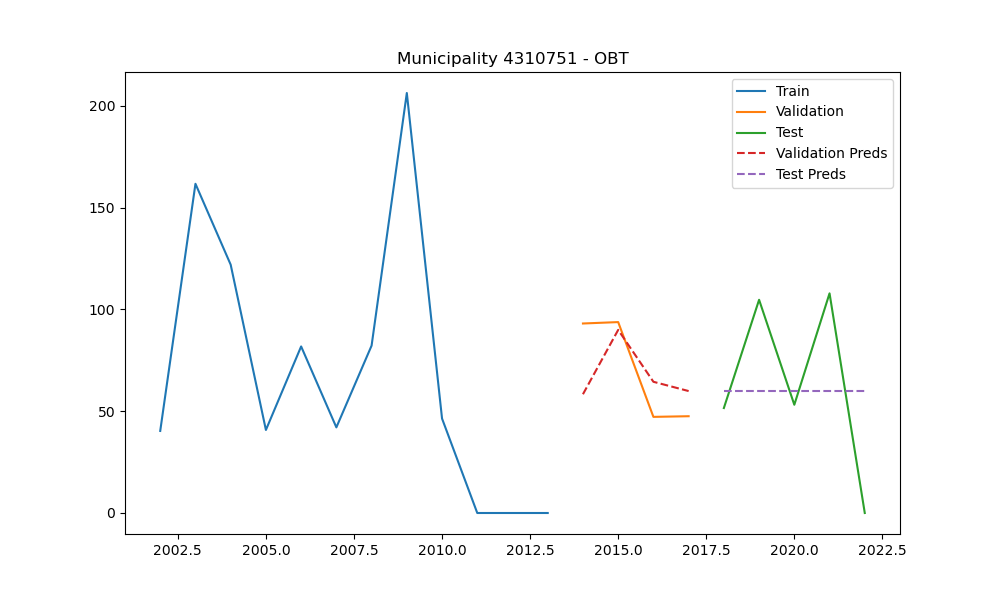 Municipality 4310751 - OBT
Train
Validation
Test
Validation Preds
Test Preds
200
150
100
50
0
2002.5 2005.0 2007.5 2010.0 2012.5 2015.0 2017.5 2020.0 2022.5